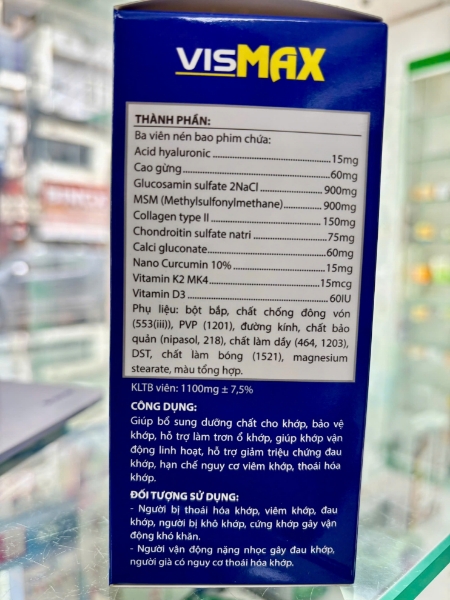 VISMAX
THÀNH PHẦN:
Ba viên nén bao phim chứa:
Acid hyaluronic....................15mg
Cao gừng....................60mg
Glucosamin sulfate 2NaCl....................900mg
MSM (Methylsulfonylmethane)....................900mg
Collagen type II....................150mg
Chondroitin sulfate natri....................75mg
Calci gluconate....................60mg
Nano Curcumin 10%....................15mg
Vitamin K2 MK4....................15mcg
Vitamin D3....................60IU
Phụ liệu: bột bắp, chất chống đông vón
(553(iii)), PVP (1201), đường kính, chất bảo
quản (nipasol, 218), chất làm dầy (464, 1203),
DST, chất làm bóng (1521), magnesium
stearate, màu tổng hợp.
KLTB viên: 1100mg ± 7,5%
CÔNG DỤNG:
Giúp bổ sung dưỡng chất cho khớp, bảo vệ
khớp, hỗ trợ làm trơn ổ khớp, giúp khớp vận
động linh hoạt, hỗ trợ giảm triệu chứng đau
khớp, hạn chế nguy cơ viêm khớp, thoái hóa
khớp.
ĐỐI TƯỢNG SỬ DỤNG:
- Người bị thoái hóa khớp, viêm khớp, đau
khớp, người bị khô khớp, cứng khớp gây vận
động khó khăn.
- Người vận động nặng nhọc gây đau khớp,
người già có nguy cơ thoái hóa khớp.